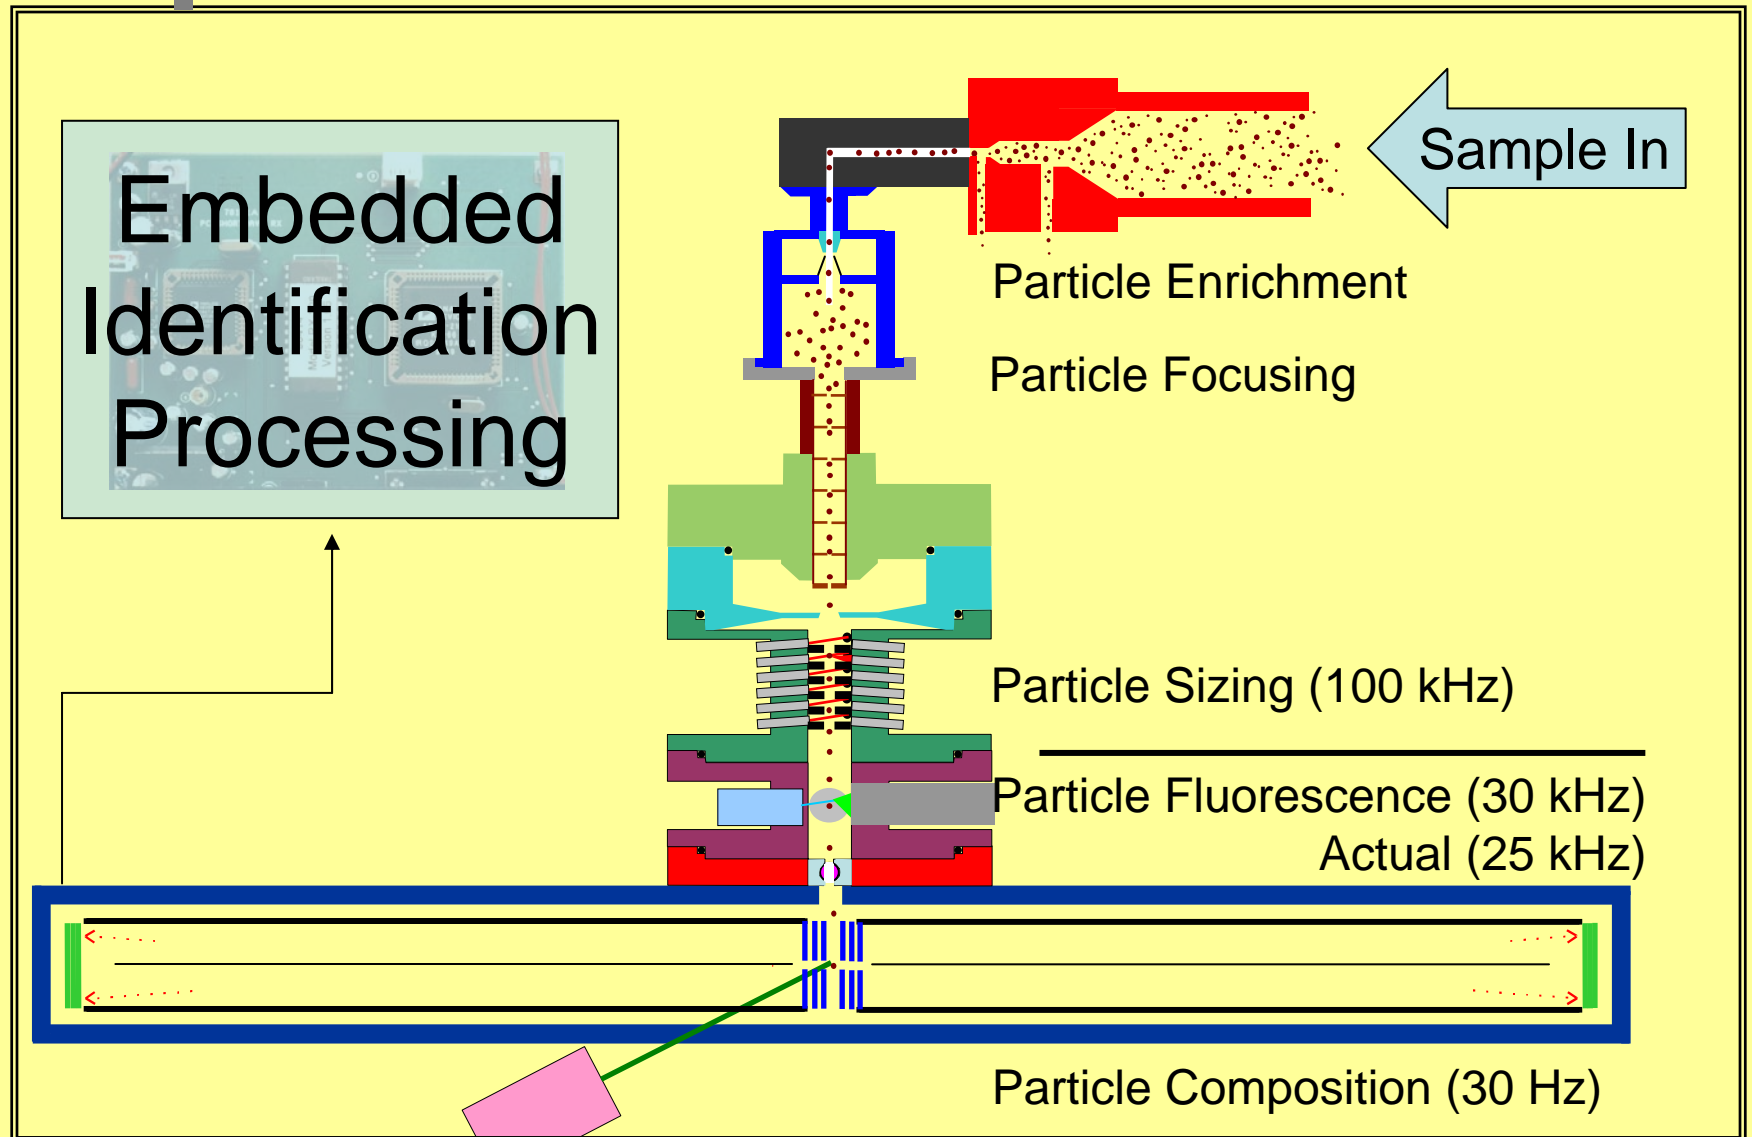 Sample In
Embedded
Identification
Processing
Particle Enrichment
Particle Focusing
Particle Sizing (100 kHz)
Particle Fluorescence (30 kHz)
Actual (25 kHz)
Particle Composition (30 Hz)